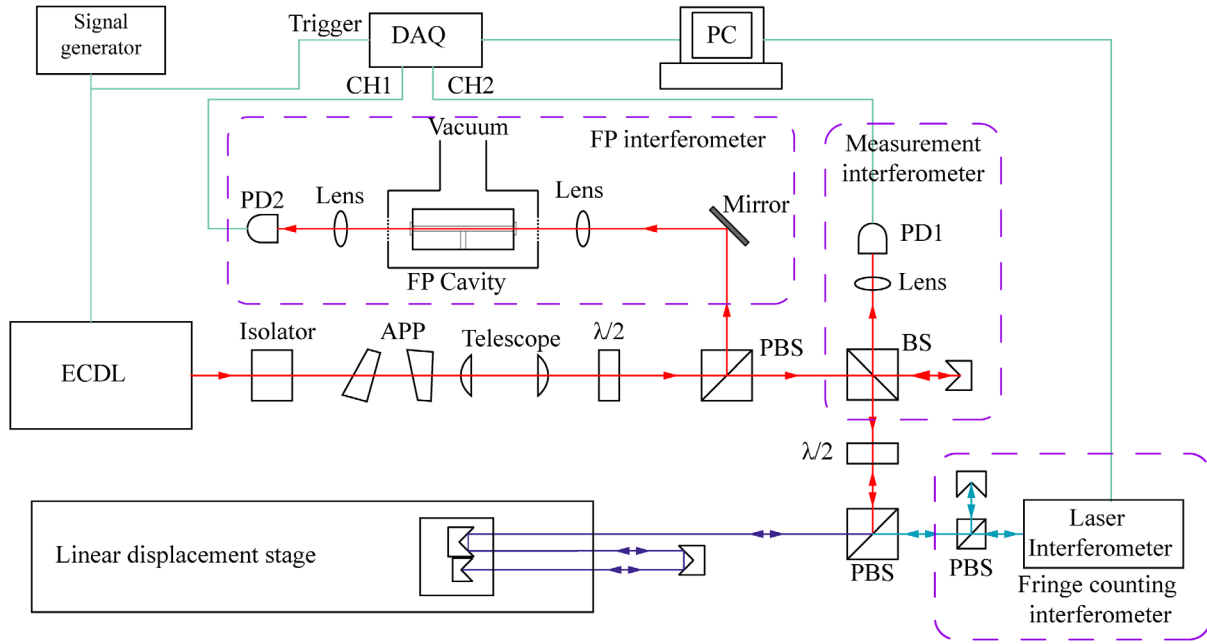 Signal
generator
Trigger
DAQ
PC
CH1
CH2
Vacuum
FP interferometer
Measurement
interferometer
PD2
Lens
Lens
Mirror
PD1
FP Cavity
Lens
Isolator
APP
Telescope
λ/2
PBS
BS
ECDL
λ/2
Linear displacement stage
Laser
Interferometer
PBS
PBS
Fringe counting
interferometer